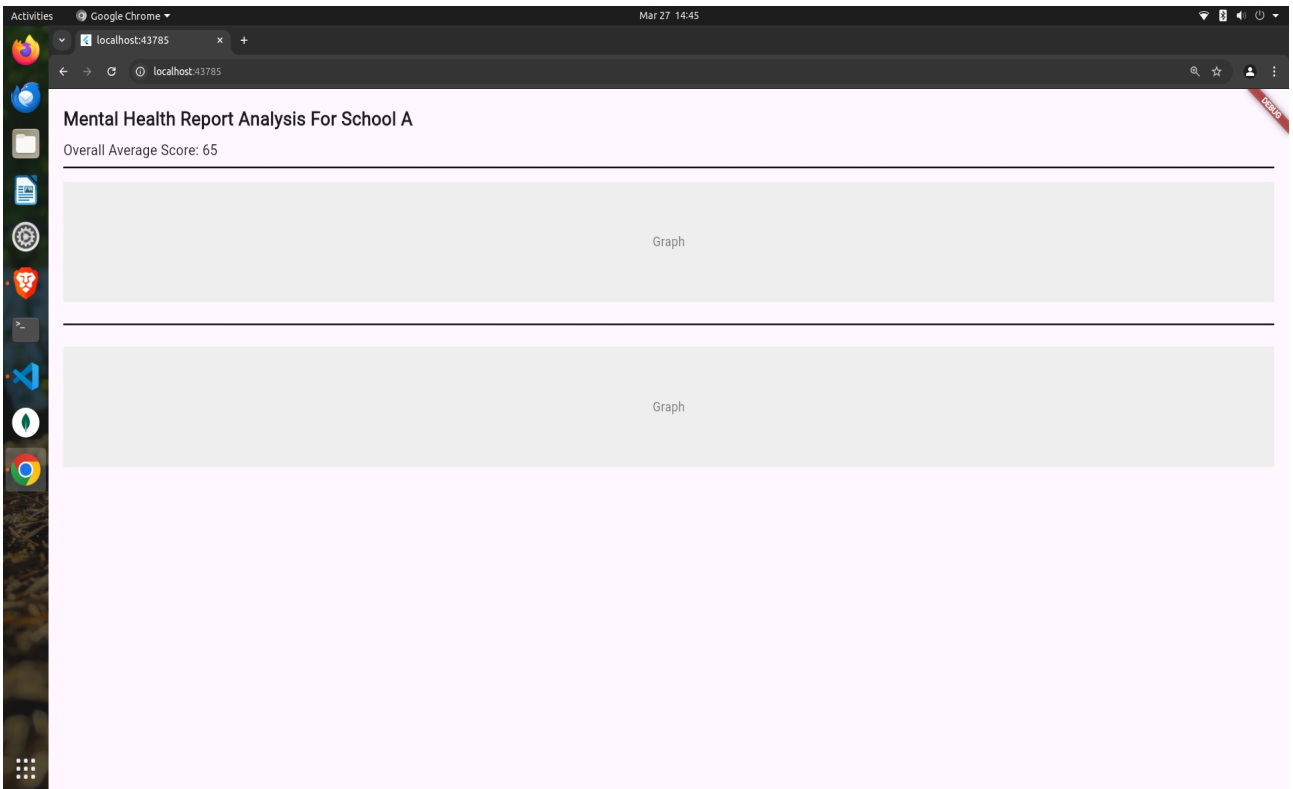 Activities Google Chrome Mar 27 14:45
localhost:43785
localhost:43785
DEBUG
Mental Health Report Analysis For School A
Overall Average Score: 65
Graph
Graph